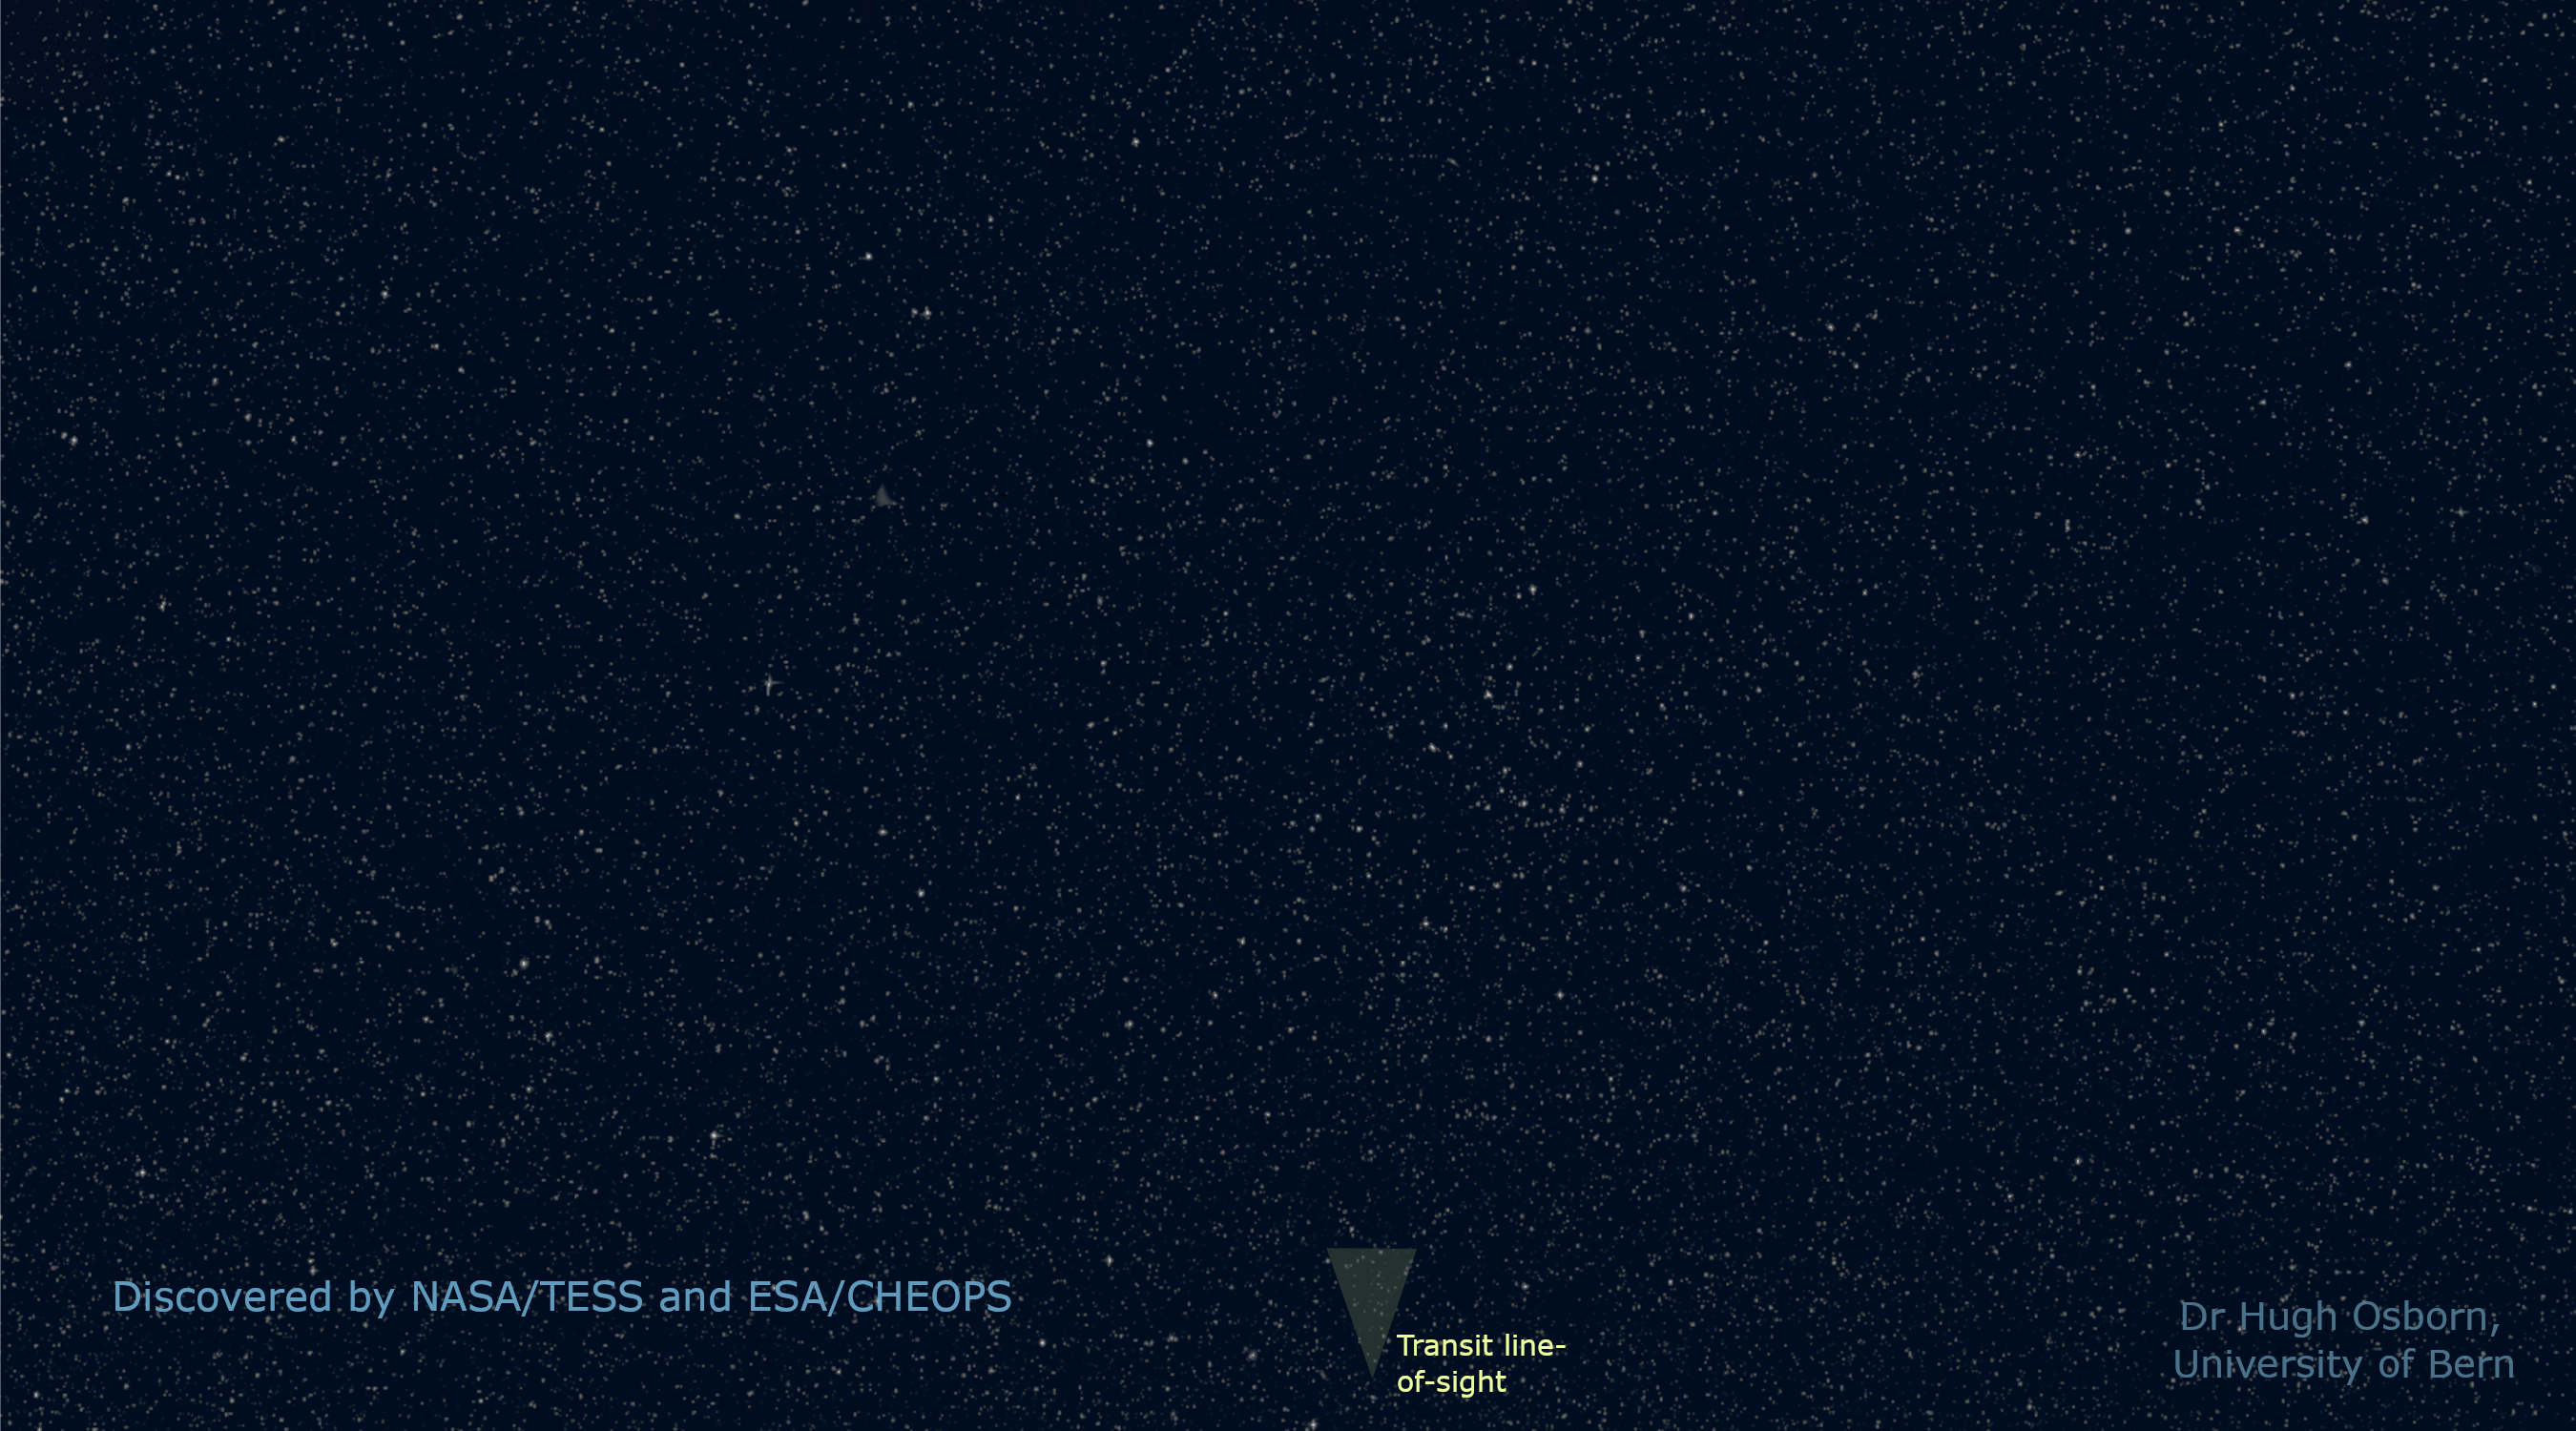 Discovered by NASA/TESS and ESA/CHEOPS
Transit line-
of-sight
Dr Hugh Osborn,
University of Bern